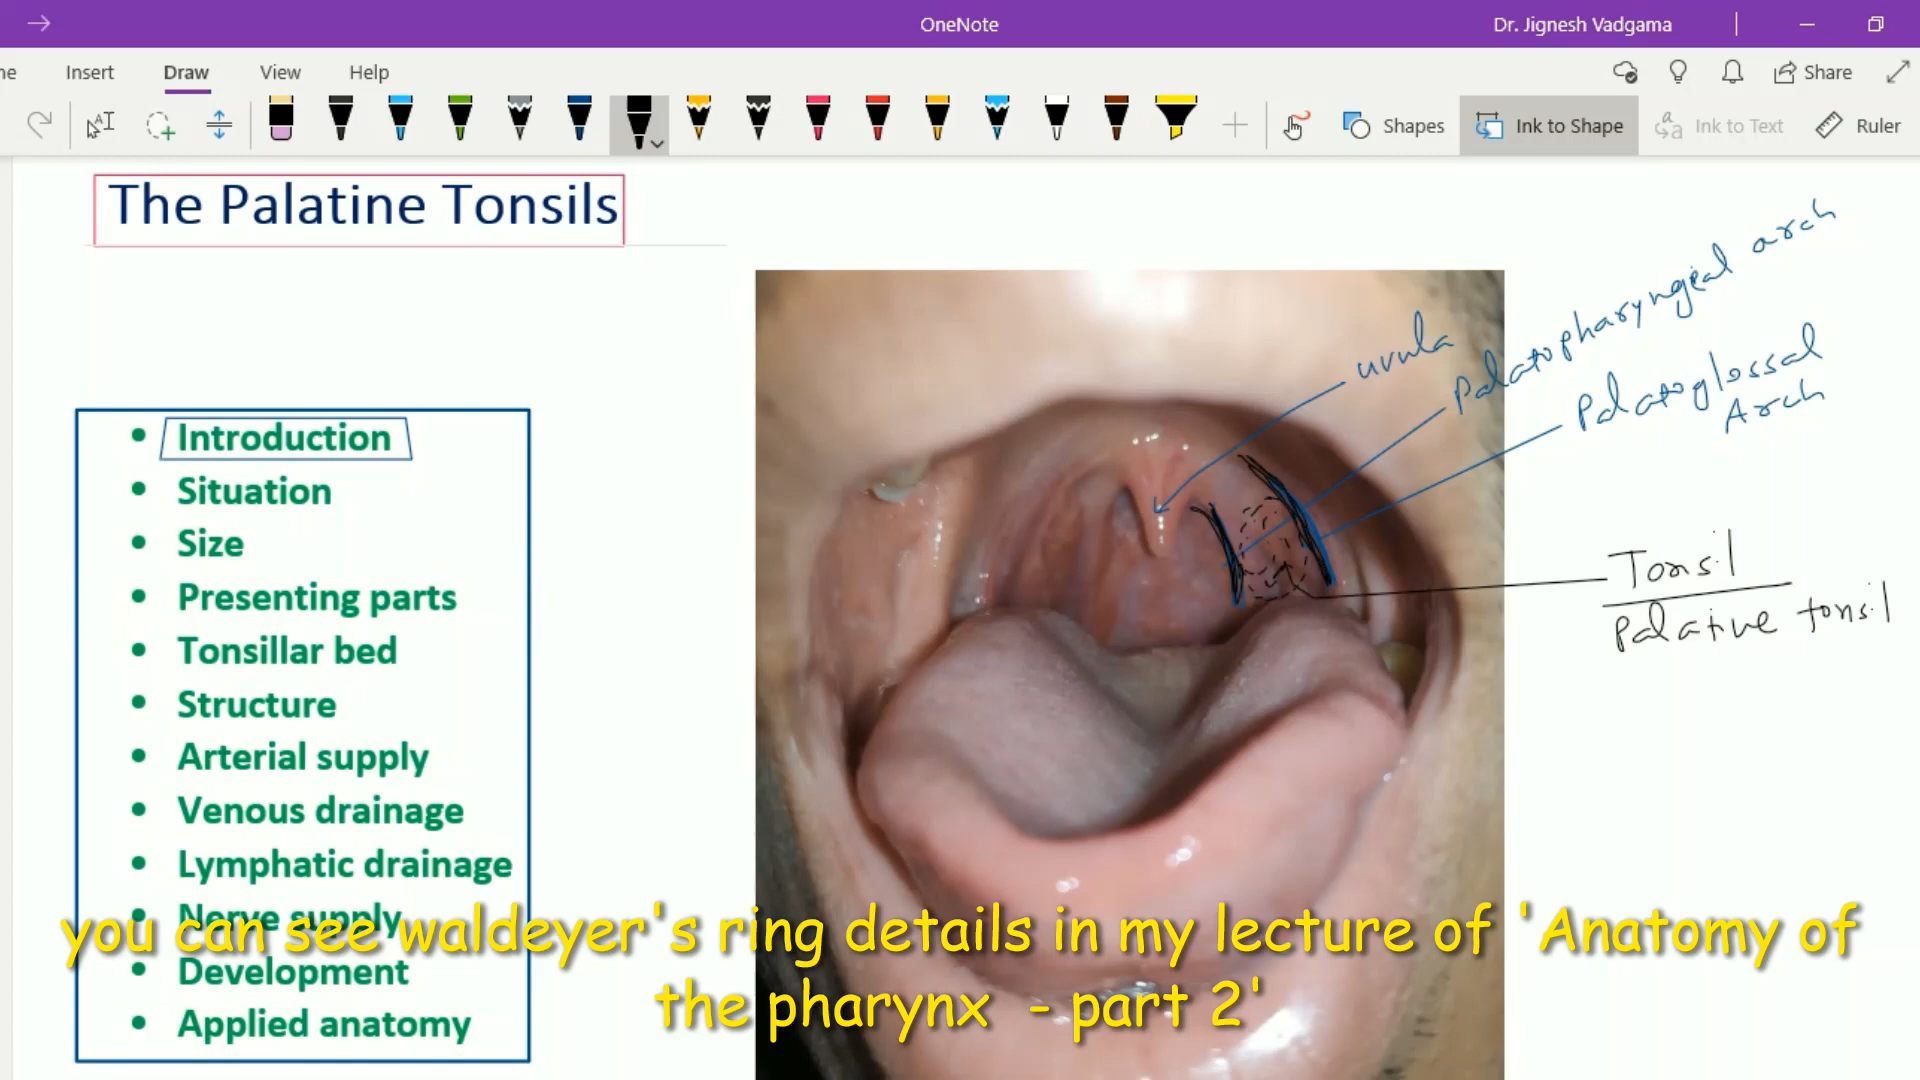 OneNote
Dr. Jignesh Vadgama
Insert Draw View Help
Share
Shapes
Ink to Shape
Ink to Text
Ruler
The Palatine Tonsils
• Introduction
• Situation
• Size
• Presenting parts
• Tonsillar bed
• Structure
• Arterial supply
• Venous drainage
• Lymphatic drainage
• Nerve supply
• Development
• Applied anatomy
uvula
Palatopharyngeal arch
Palatoglossal
Arch
Tonsil
Palative tonsil
you can see waldeyer's ring details in my lecture of 'Anatomy of
the pharynx - part 2'